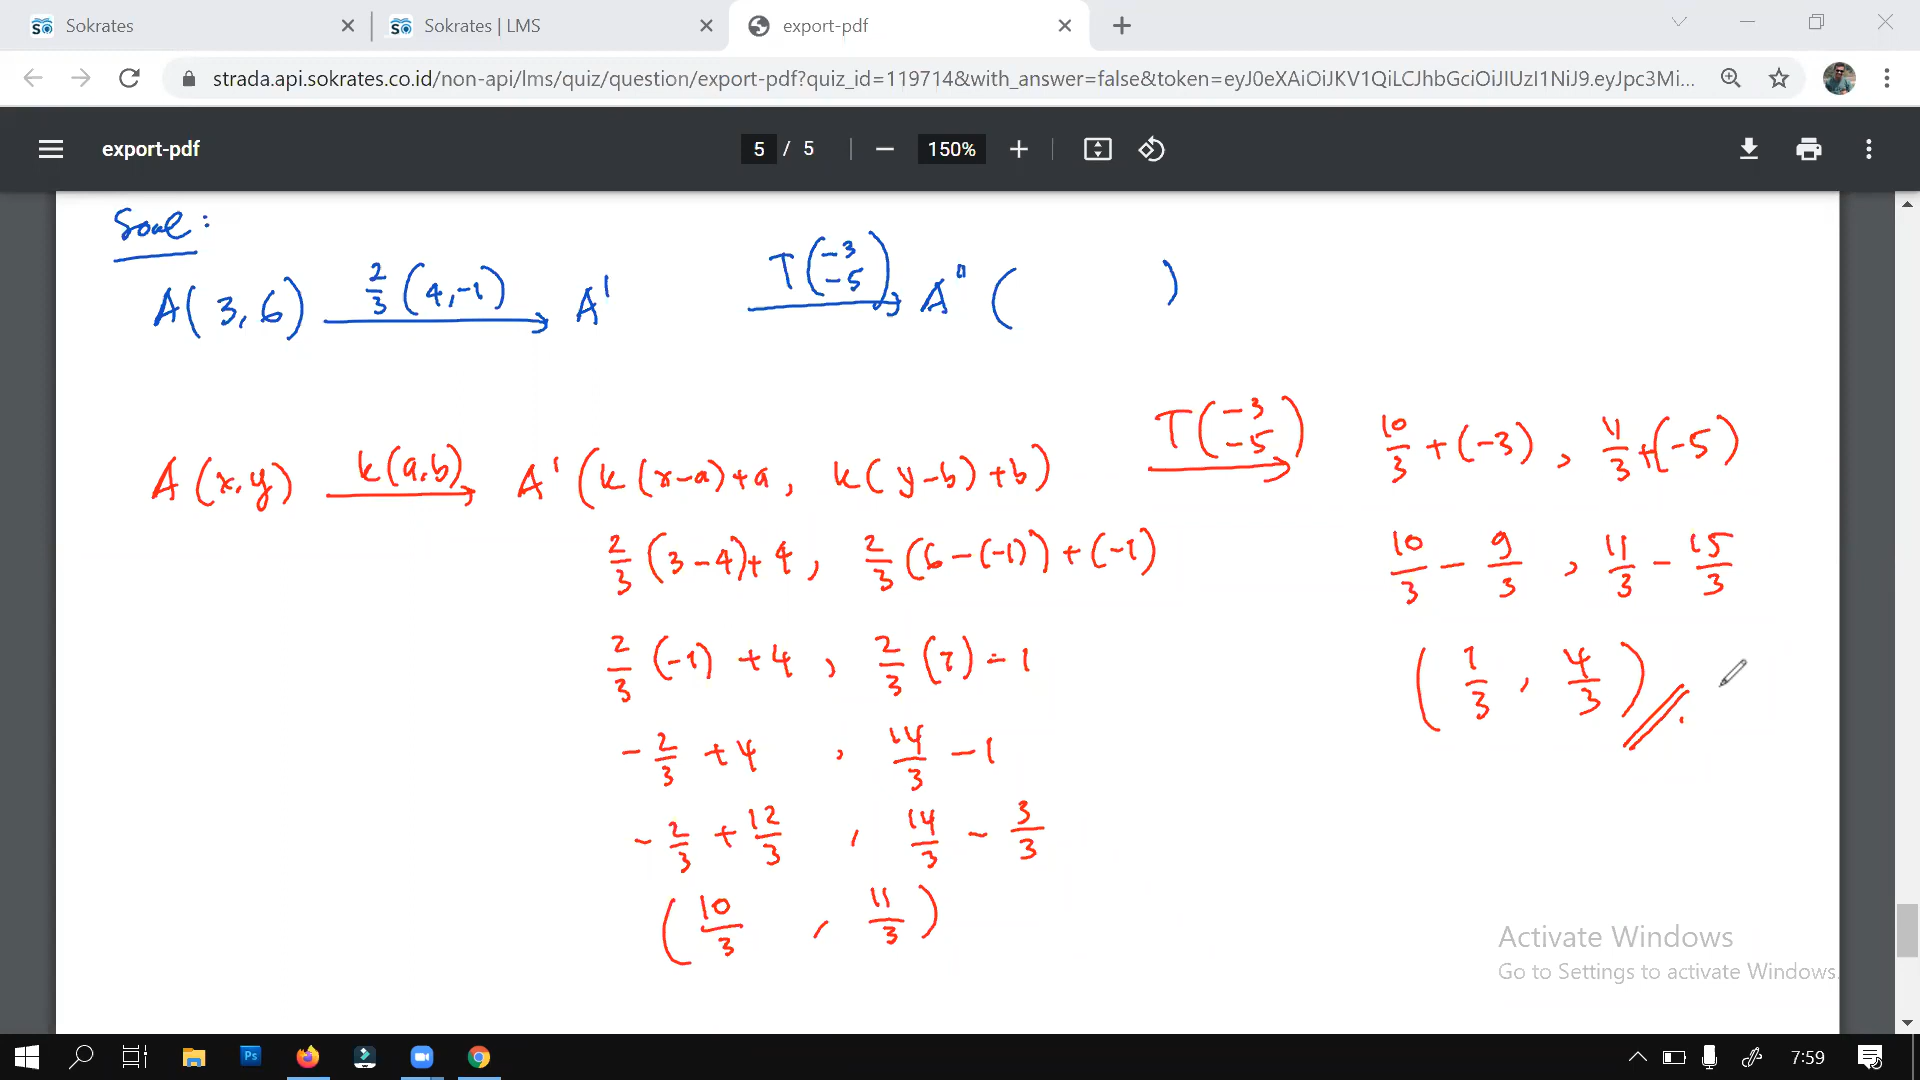 Sokrates
Sokrates | LMS
export-pdf
strada.api.sokrates.co.id/non-api/lms/quiz/question/export-pdf?quiz_id=119714&with_answer=false&token=eyJ0eXAiOiJKV1QiLCJhbGciOiJIUzI1NiJ9.eyJpc3Mi...
export-pdf
5 / 5
150%
Soal :
A(3,6) 2/3 (4,-1) → A' T(-3 -5) → A" ( )
A(x,y) k(a,b) → A'(k(x-a)+a, k(y-b)+b) T(-3 -5) → 10/3 + (-3) , 11/3 + (-5)
2/3 (3-4)+4 , 2/3 (6-(-1)) + (-1)
10/3 - 9/3 , 11/3 - 15/3
2/3 (-1) + 4 , 2/3 (7) - 1
( 1/3 , 4/3 )
-2/3 + 4 , 14/3 - 1
-2/3 + 12/3 , 14/3 - 3/3
( 10/3 , 11/3 )
Activate Windows
Go to Settings to activate Windows.
Ps
7:59